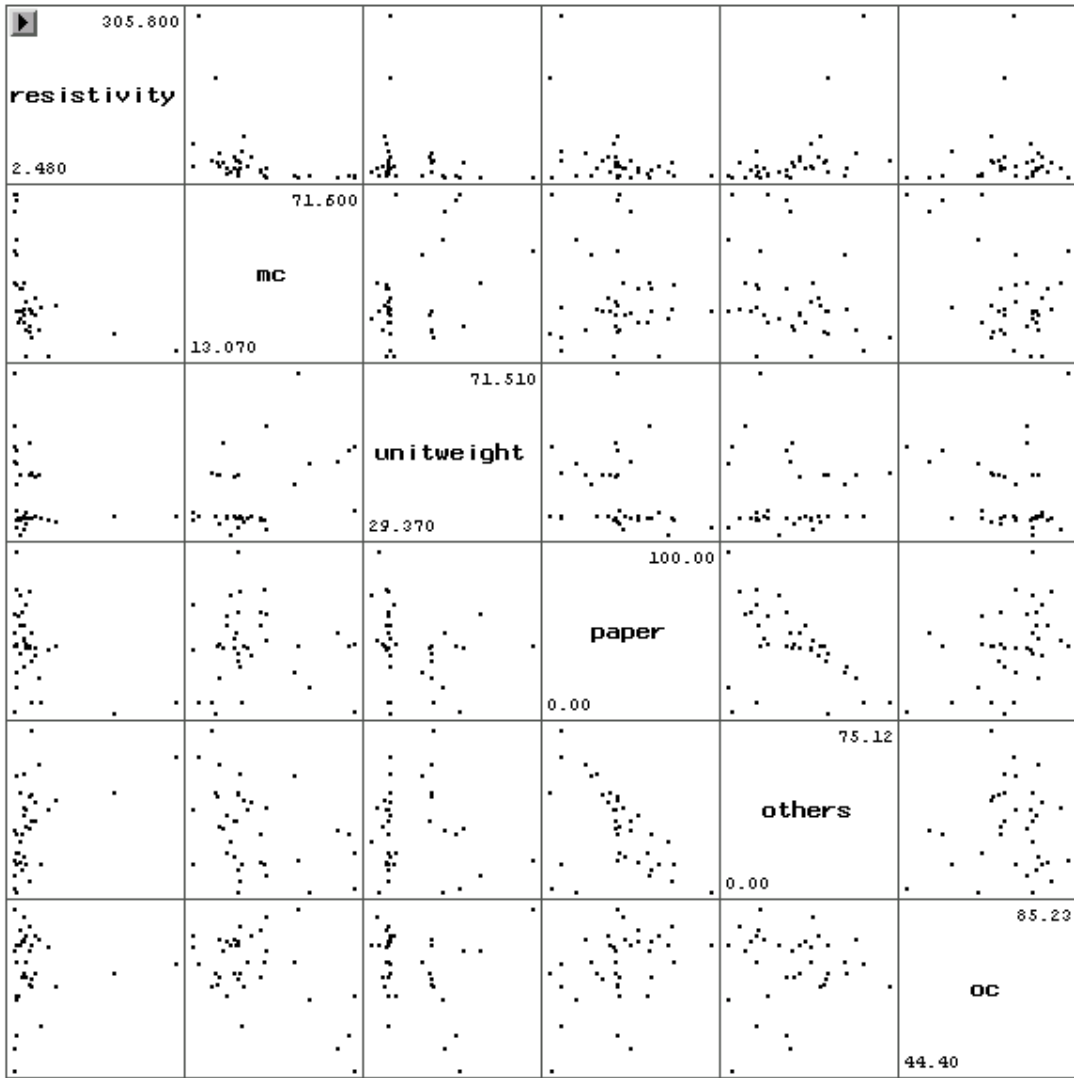 305.800
resistivity
2.480
71.600
mc
13.070
71.510
unitweight
29.370
100.00
paper
0.00
75.12
others
0.00
85.23
oc
44.40